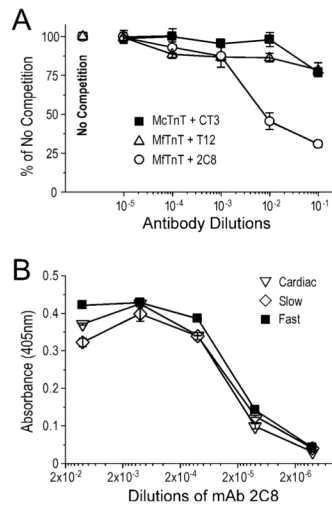 A
% of No Competition
100
75
50
25
0
No Competition
McTnT + CT3
MfTnT + T12
MfTnT + 2C8
10-5
10-4
10-3
10-2
10-1
Antibody Dilutions
B
Absorbance (405nm)
0.5
0.4
0.3
0.2
0.1
0
Cardiac
Slow
Fast
2x10-2
2x10-3
2x10-4
2x10-5
2x10-6
Dilutions of mAb 2C8